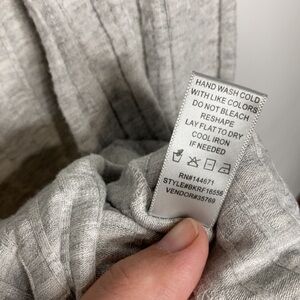 HAND WASH COLD
WITH LIKE COLORS
DO NOT BLEACH
RESHAPE
LAY FLAT TO DRY
COOL IRON
IF NEEDED
RN#144671
STYLE#BKRF16556
VENDOR#35769